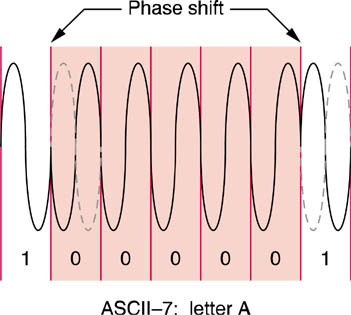 Phase shift
1 0 0 0 0 0 1
ASCII–7: letter A